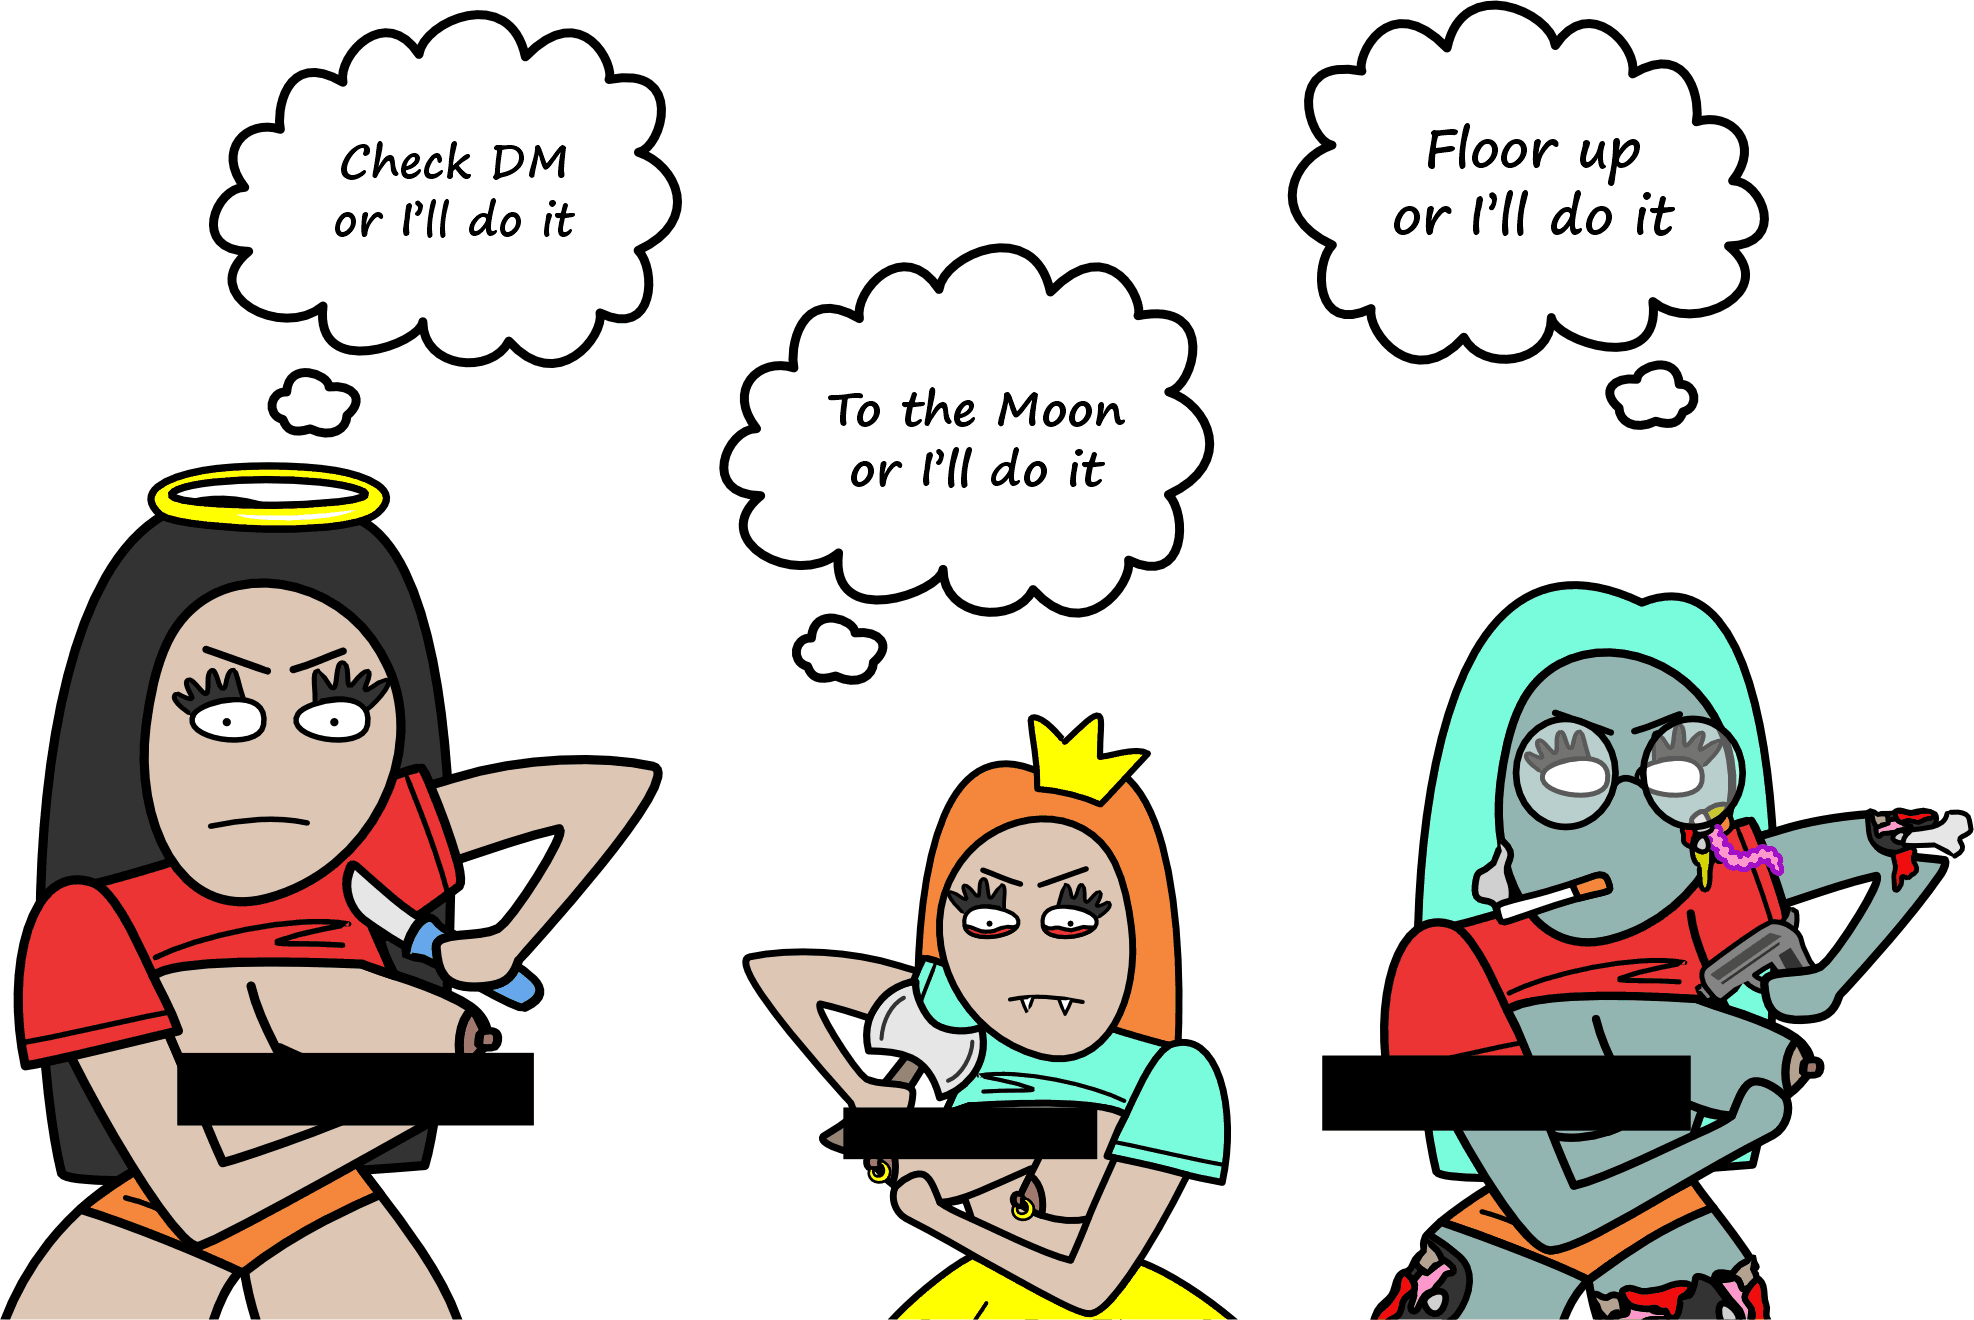 Check DM
or I'll do it
To the Moon
or I'll do it
Floor up
or I'll do it